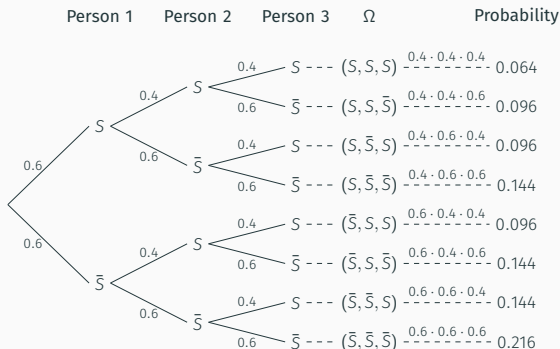 Person 1 Person 2 Person 3 Ω Probability
0.4 S (S, S, S) 0.4 · 0.4 · 0.4 0.064
S
0.4
0.6 S̄ (S, S, S̄) 0.4 · 0.4 · 0.6 0.096
S
0.6
0.6
0.4 S (S, S̄, S) 0.4 · 0.6 · 0.4 0.096
S̄
0.6 S̄ (S, S̄, S̄) 0.4 · 0.6 · 0.6 0.144
0.4 S (S̄, S, S) 0.6 · 0.4 · 0.4 0.096
S
0.6
0.4
0.6 S̄ (S̄, S, S̄) 0.6 · 0.4 · 0.6 0.144
S̄
0.6
0.4 S (S̄, S̄, S) 0.6 · 0.6 · 0.4 0.144
S̄
0.6 S̄ (S̄, S̄, S̄) 0.6 · 0.6 · 0.6 0.216